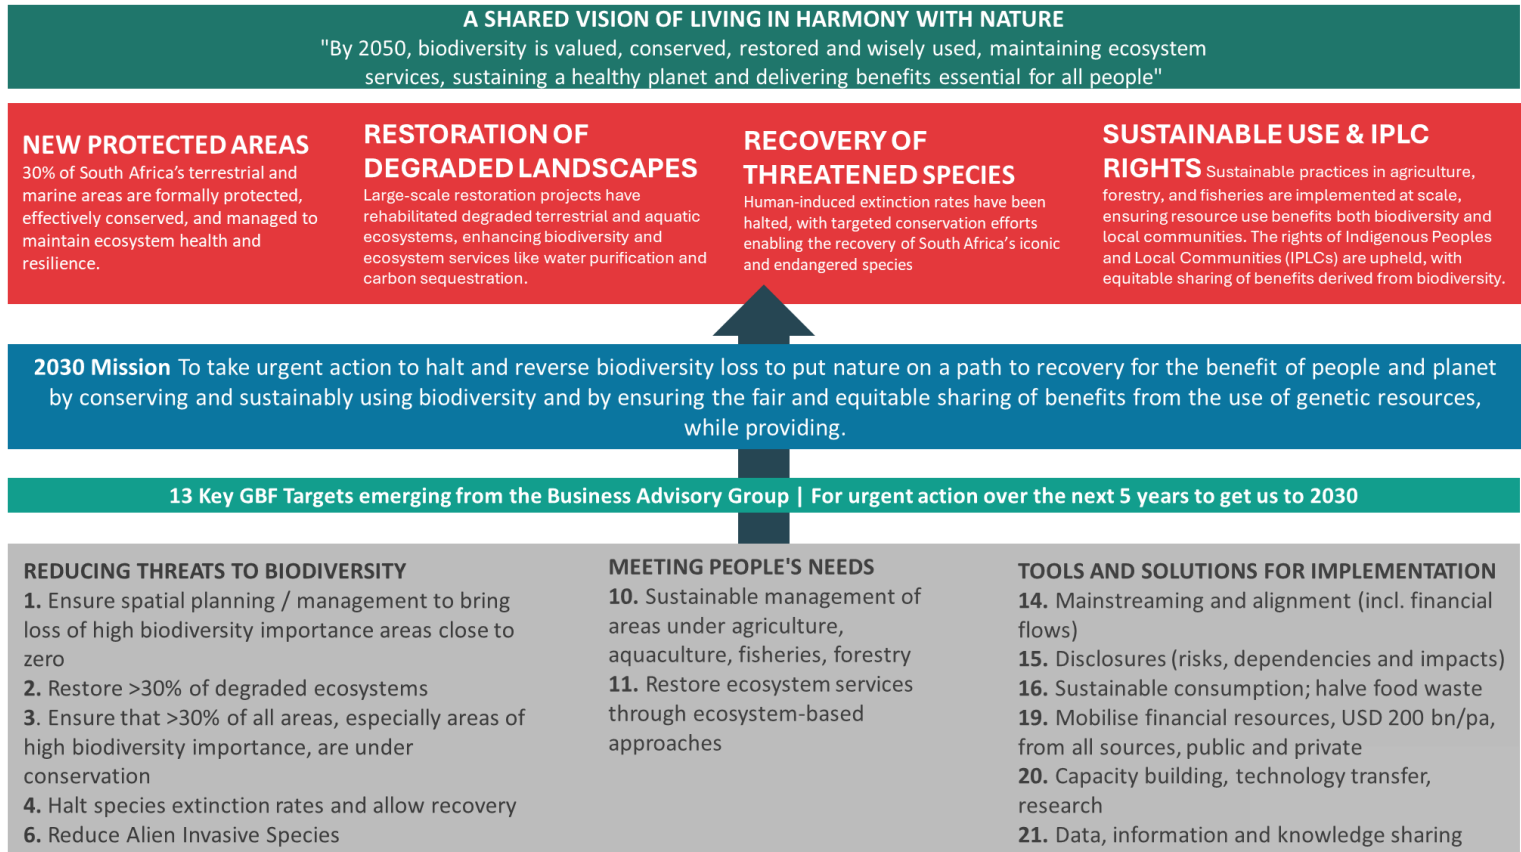 A SHARED VISION OF LIVING IN HARMONY WITH NATURE
"By 2050, biodiversity is valued, conserved, restored and wisely used, maintaining ecosystem
services, sustaining a healthy planet and delivering benefits essential for all people"
NEW PROTECTED AREAS
30% of South Africa's terrestrial and
marine areas are formally protected,
effectively conserved, and managed to
maintain ecosystem health and
resilience.
RESTORATION OF
DEGRADED LANDSCAPES
Large-scale restoration projects have
rehabilitated degraded terrestrial and aquatic
ecosystems, enhancing biodiversity and
ecosystem services like water purification and
carbon sequestration.
RECOVERY OF
THREATENED SPECIES
Human-induced extinction rates have been
halted, with targeted conservation efforts
enabling the recovery of South Africa's iconic
and endangered species
SUSTAINABLE USE & IPLC
RIGHTS Sustainable practices in agriculture,
forestry, and fisheries are implemented at scale,
ensuring resource use benefits both biodiversity and
local communities. The rights of Indigenous Peoples
and Local Communities (IPLCs) are upheld, with
equitable sharing of benefits derived from biodiversity.
2030 Mission To take urgent action to halt and reverse biodiversity loss to put nature on a path to recovery for the benefit of people and planet
by conserving and sustainably using biodiversity and by ensuring the fair and equitable sharing of benefits from the use of genetic resources,
while providing.
13 Key GBF Targets emerging from the Business Advisory Group | For urgent action over the next 5 years to get us to 2030
REDUCING THREATS TO BIODIVERSITY
1. Ensure spatial planning / management to bring
loss of high biodiversity importance areas close to
zero
2. Restore >30% of degraded ecosystems
3. Ensure that >30% of all areas, especially areas of
high biodiversity importance, are under
conservation
4. Halt species extinction rates and allow recovery
6. Reduce Alien Invasive Species
MEETING PEOPLE'S NEEDS
10. Sustainable management of
areas under agriculture,
aquaculture, fisheries, forestry
11. Restore ecosystem services
through ecosystem-based
approaches
TOOLS AND SOLUTIONS FOR IMPLEMENTATION
14. Mainstreaming and alignment (incl. financial
flows)
15. Disclosures (risks, dependencies and impacts)
16. Sustainable consumption; halve food waste
19. Mobilise financial resources, USD 200 bn/pa,
from all sources, public and private
20. Capacity building, technology transfer,
research
21. Data, information and knowledge sharing